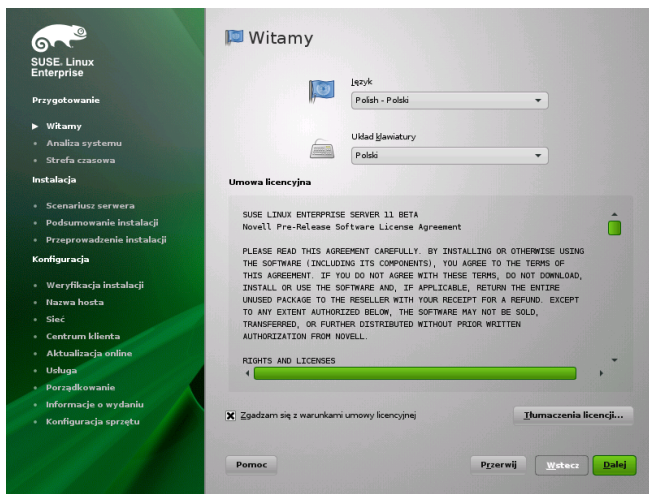 SUSE. Linux
Enterprise
Przygotowanie
Witamy
Analiza systemu
Strefa czasowa
Instalacja
Scenariusz serwera
Podsumowanie instalacji
Przeprowadzenie instalacji
Konfiguracja
Weryfikacja instalacji
Nazwa hosta
Sieć
Centrum klienta
Aktualizacja online
Usługa
Porządkowanie
Informacje o wydaniu
Konfiguracja sprzętu
Witamy
Język
Polish - Polski
Układ klawiatury
Polski
Umowa licencyjna
SUSE LINUX ENTERPRISE SERVER 11 BETA
Novell Pre-Release Software License Agreement
PLEASE READ THIS AGREEMENT CAREFULLY. BY INSTALLING OR OTHERWISE USING
THE SOFTWARE (INCLUDING ITS COMPONENTS), YOU AGREE TO THE TERMS OF
THIS AGREEMENT. IF YOU DO NOT AGREE WITH THESE TERMS, DO NOT DOWNLOAD,
INSTALL OR USE THE SOFTWARE AND, IF APPLICABLE, RETURN THE ENTIRE
UNUSED PACKAGE TO THE RESELLER WITH YOUR RECEIPT FOR A REFUND. EXCEPT
TO ANY EXTENT AUTHORIZED BELOW, THE SOFTWARE MAY NOT BE SOLD,
TRANSFERRED, OR FURTHER DISTRIBUTED WITHOUT PRIOR WRITTEN
AUTHORIZATION FROM NOVELL.
RIGHTS AND LICENSES
Zgadzam się z warunkami umowy licencyjnej
Tłumaczenia licencji...
Pomoc
Przerwij
Wstecz
Dalej